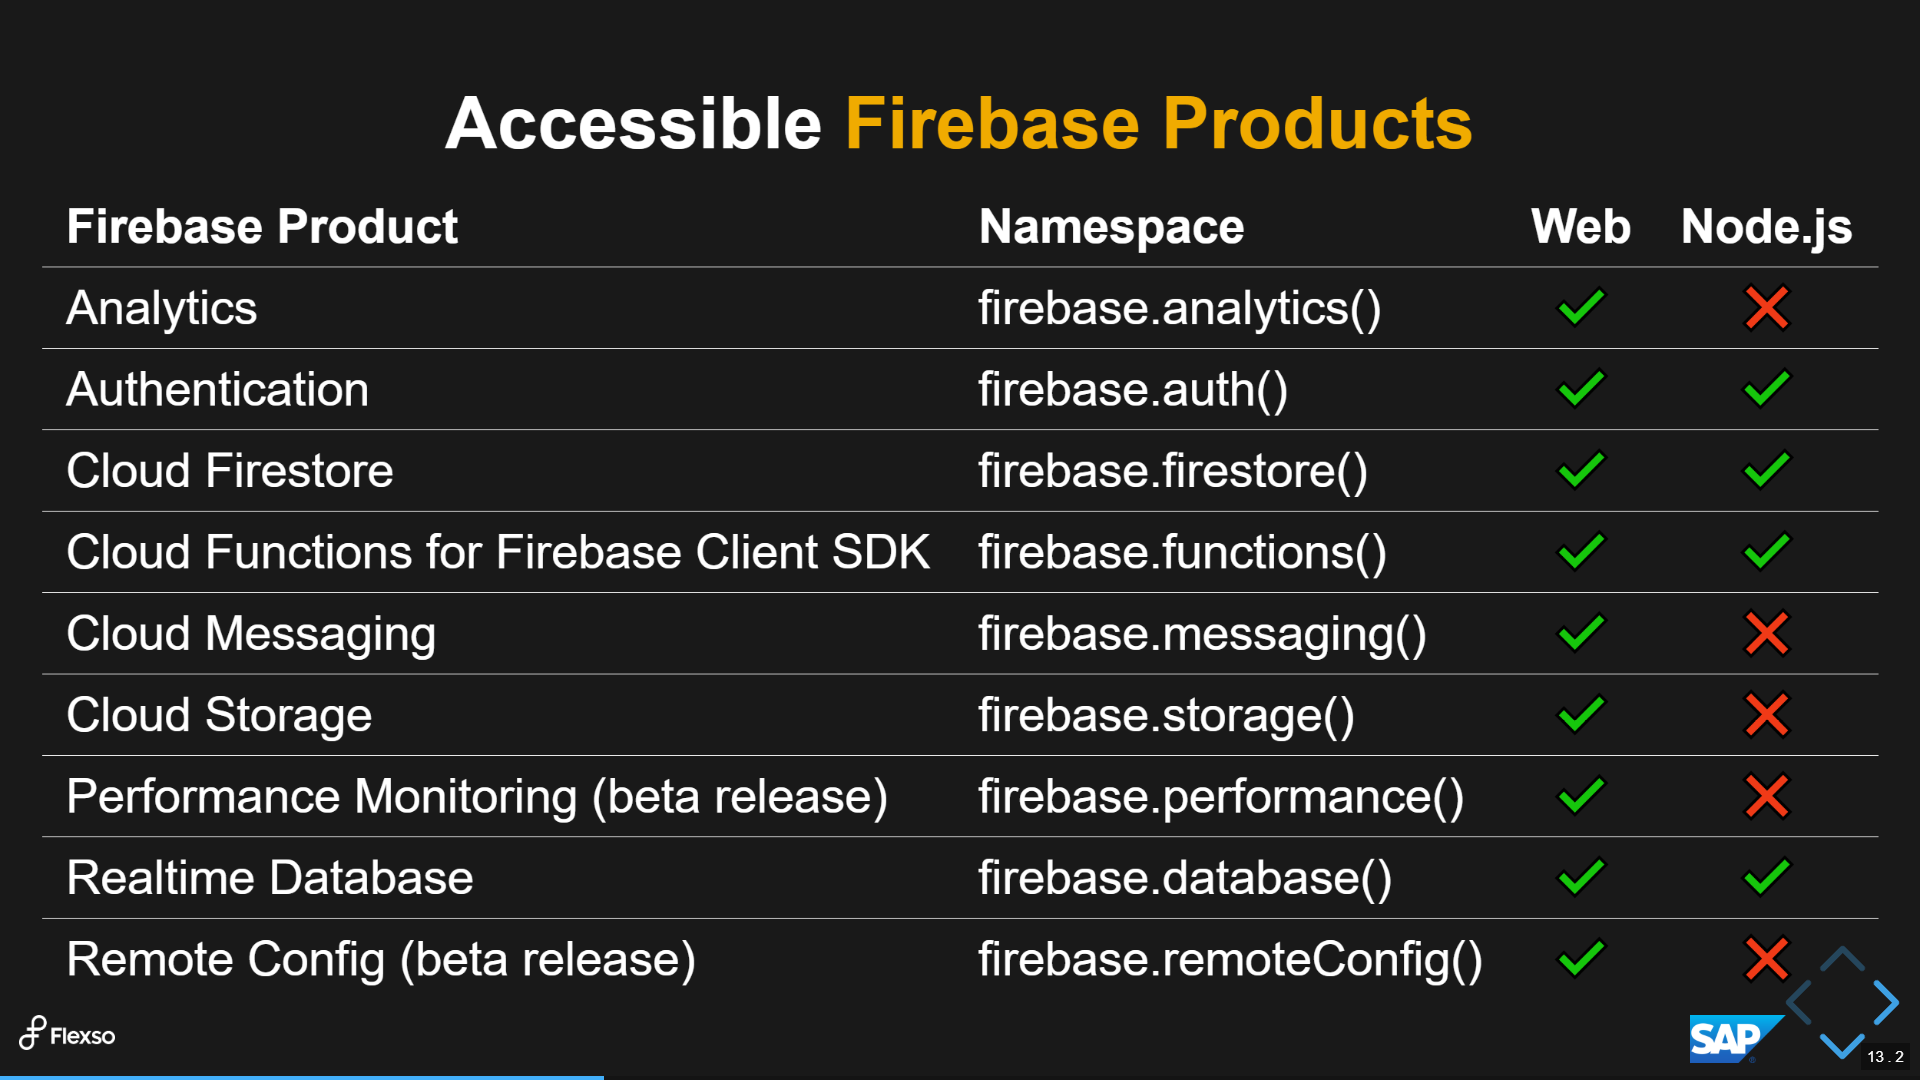 Accessible Firebase Products
Firebase Product Namespace Web Node.js
Analytics firebase.analytics()
Authentication firebase.auth()
Cloud Firestore firebase.firestore()
Cloud Functions for Firebase Client SDK firebase.functions()
Cloud Messaging firebase.messaging()
Cloud Storage firebase.storage()
Performance Monitoring (beta release) firebase.performance()
Realtime Database firebase.database()
Remote Config (beta release) firebase.remoteConfig()
Flexso
SAP
13.2